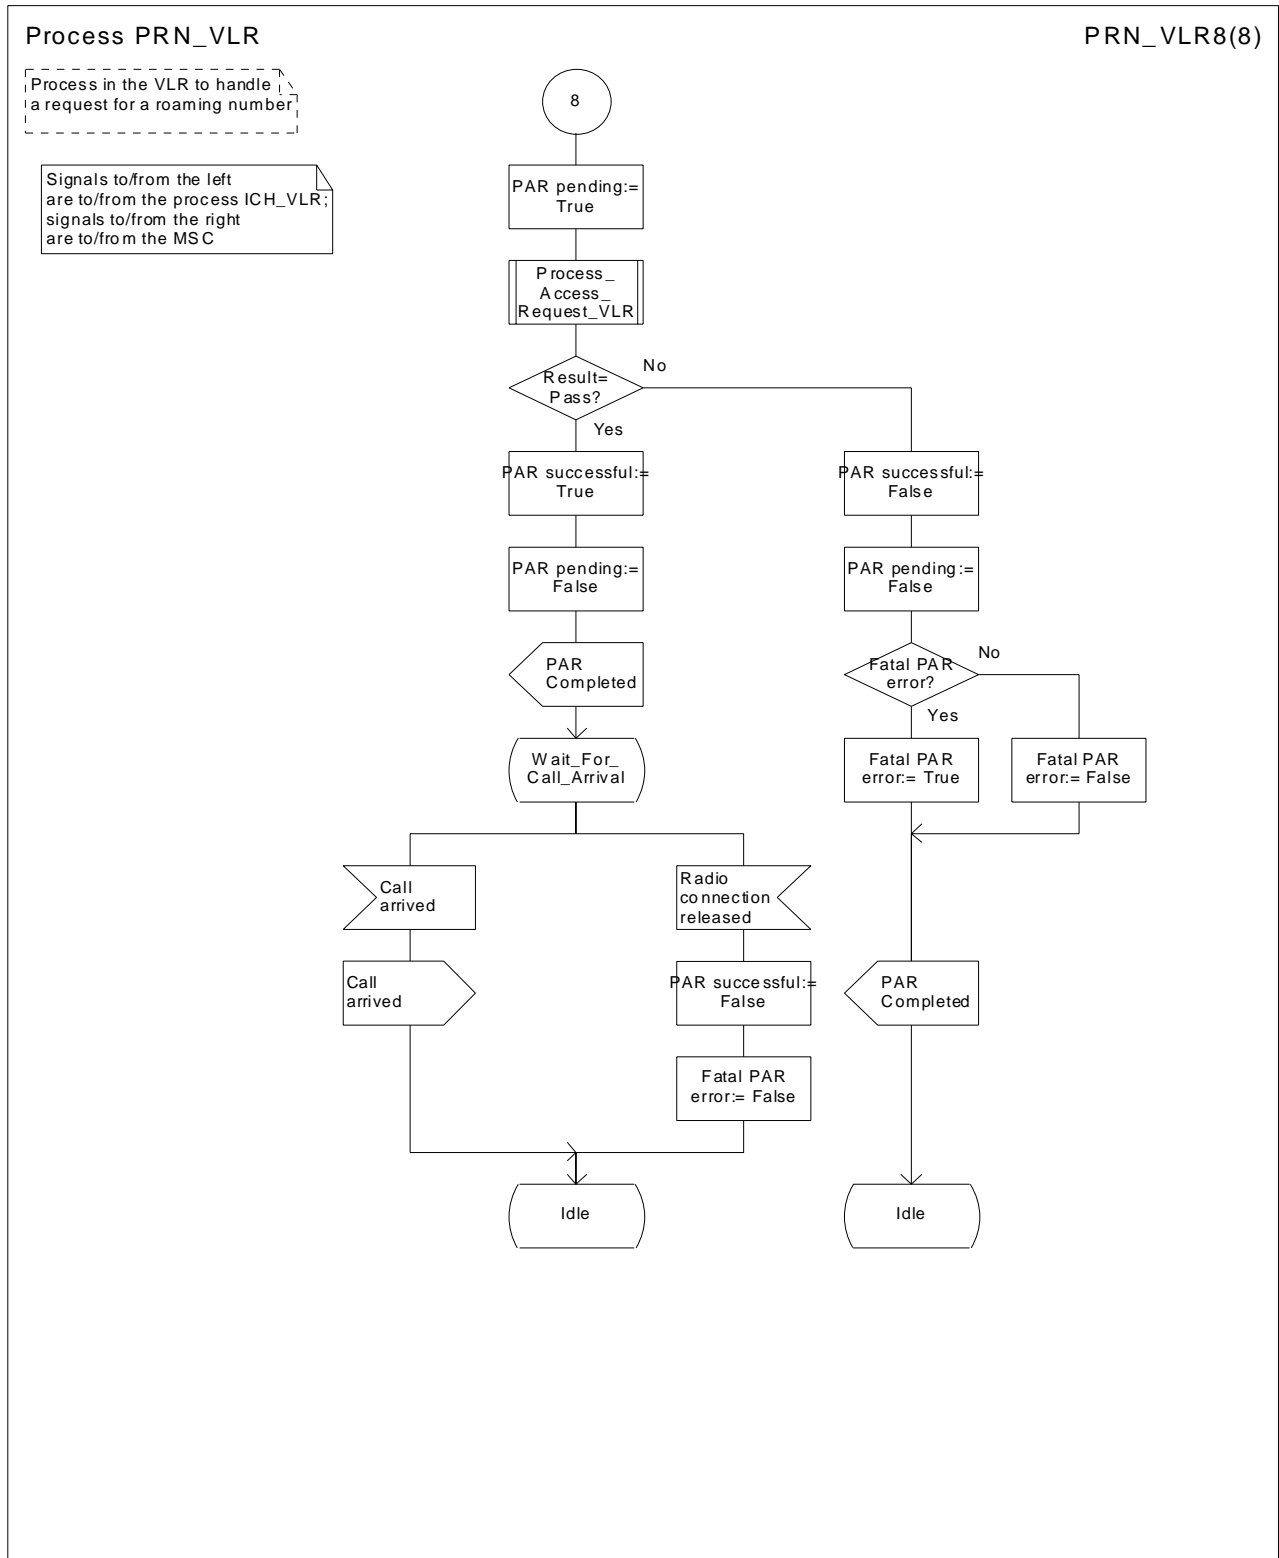 Process PRN_VLR
PRN_VLR8(8)
Process in the VLR to handle
a request for a roaming number
Signals to/from the left
are to/from the process ICH_VLR;
signals to/from the right
are to/from the MSC
8
PAR pending:=
True
Process_
Access_
Request_VLR
Result=
Pass?
No
Yes
PAR successful:=
True
PAR successful:=
False
PAR pending:=
False
PAR pending:=
False
PAR
Completed
Fatal PAR
error?
No
Yes
Wait_For_
Call_Arrival
Fatal PAR
error:= True
Fatal PAR
error:= False
Call
arrived
Radio
connection
released
Call
arrived
PAR successful:=
False
PAR
Completed
Fatal PAR
error:= False
Idle
Idle